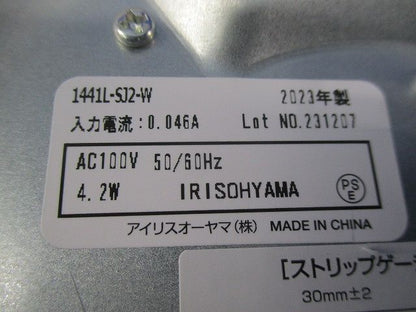 1441L-SJ2-W 2023年製
入力電流:0.046A Lot NO.231207
AC100V 50/60Hz
4.2W IRISOHYAMA PSE
アイリスオーヤマ(株) MADE IN CHINA
[ストリップゲー
30mm±2